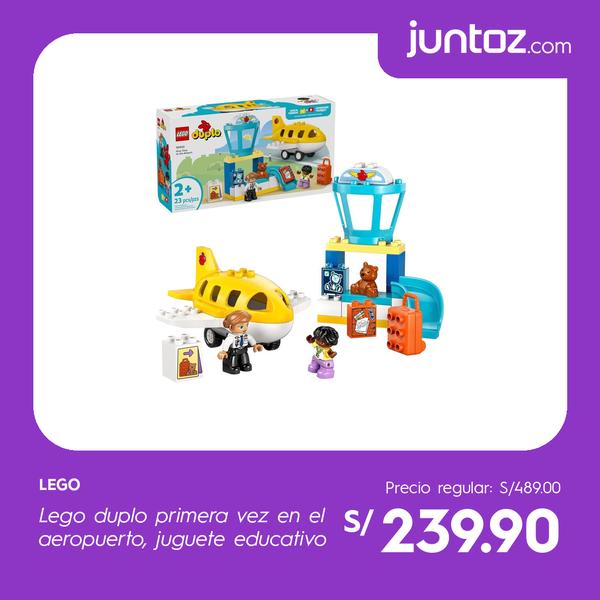 juntoz.com
LEGO
duplo
2+
23 pcs/pzs
LEGO
Precio regular: S/489.00
Lego duplo primera vez en el
aeropuerto, juguete educativo
S/ 239.90